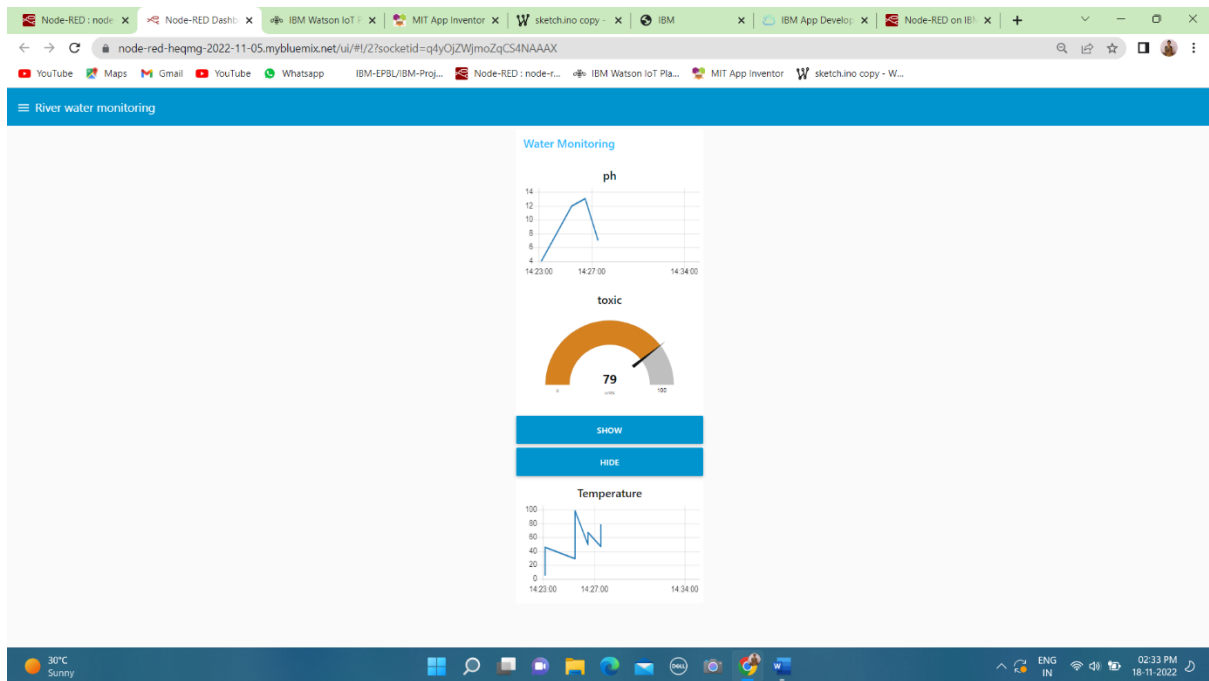 Node-RED : node
Node-RED Dashb
IBM Watson IoT P
MIT App Inventor
sketch.ino copy -
IBM
IBM App Develop
Node-RED on IBM
node-red-heqmg-2022-11-05.mybluemix.net/ui/#!/2?socketid=q4yOjZWjmoZqCS4NAAAX
YouTube
Maps
Gmail
YouTube
Whatsapp
IBM-EPBL/IBM-Proj...
Node-RED : node-r...
IBM Watson IoT Pla...
MIT App Inventor
sketch.ino copy - W...
River water monitoring
Water Monitoring
ph
14
12
10
8
6
4
14:23:00 14:27:00 14:34:00
toxic
79
0 units 100
SHOW
HIDE
Temperature
100
80
60
40
20
0
14:23:00 14:27:00 14:34:00
30°C
Sunny
DELL
ENG
IN
02:33 PM
18-11-2022